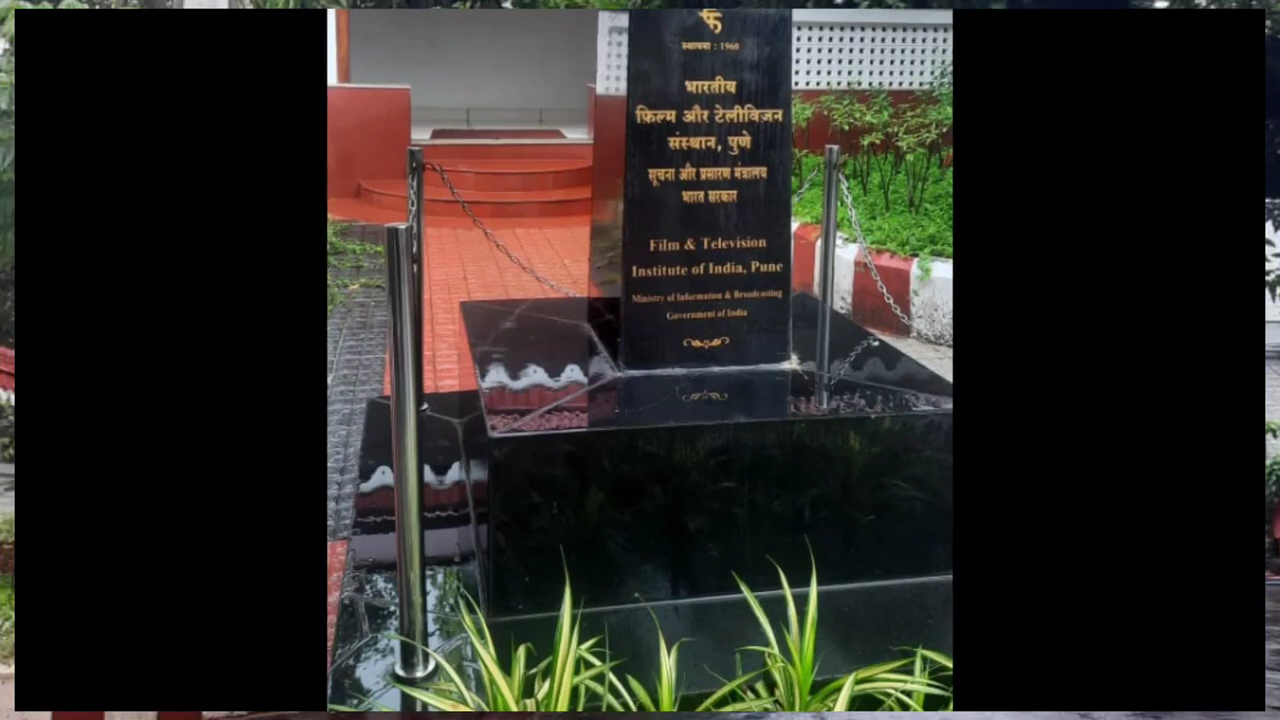 स्थापना : 1960
भारतीय
फ़िल्म और टेलीविज़न
संस्थान, पुणे
सूचना और प्रसारण मंत्रालय
भारत सरकार
Film & Television
Institute of India, Pune
Ministry of Information & Broadcasting
Government of India